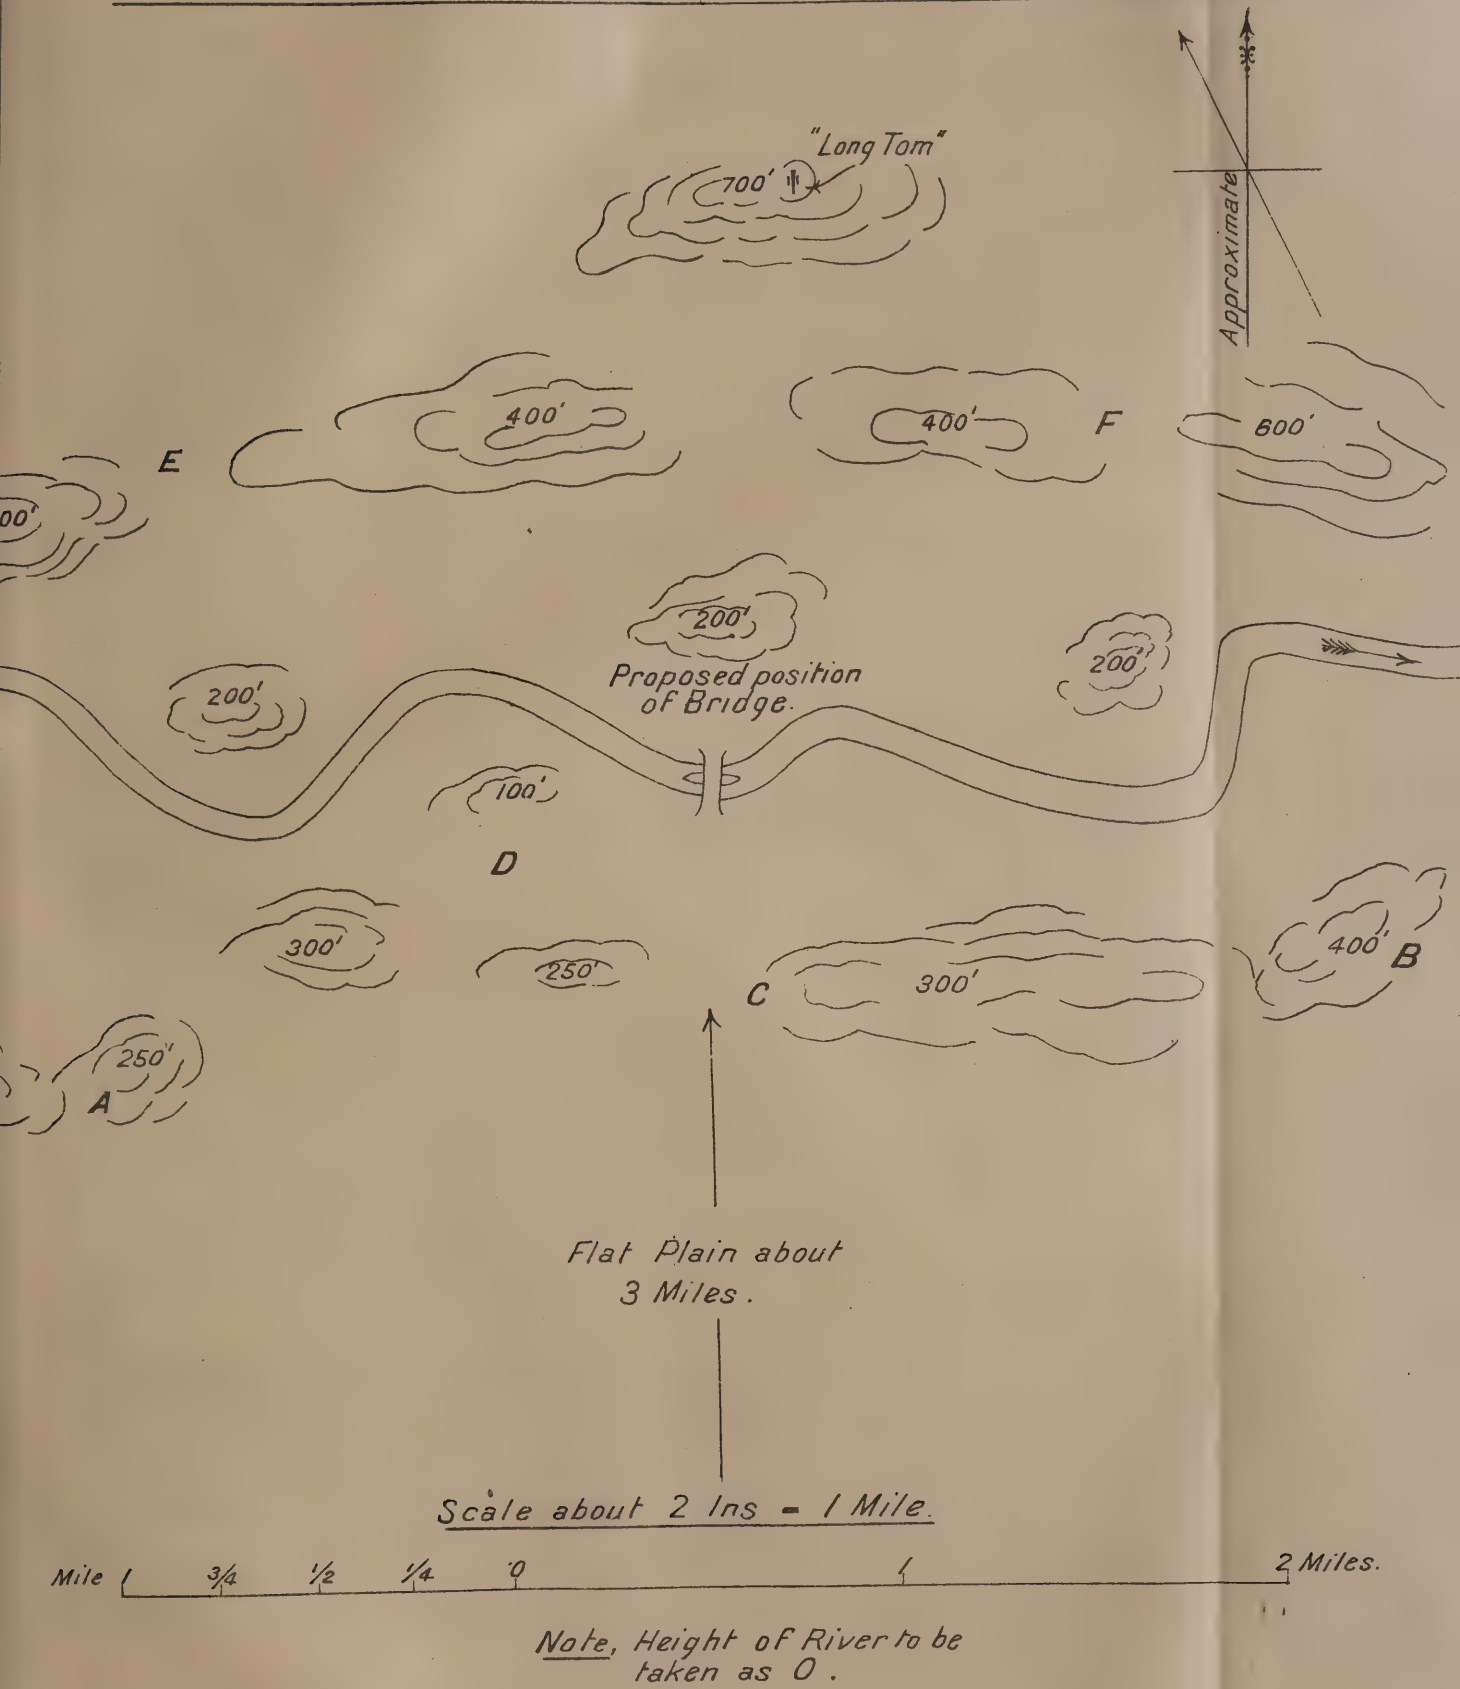 "Long Tom"
700'
Approximate
400'
400'
F
600'
E
00'
200'
200'
200'
Proposed position
of Bridge.
100'
D
300'
250'
C
300'
400'
B
250'
A
Flat Plain about
3 Miles.
Scale about 2 Ins = 1 Mile.
Mile 1 3/4 1/2 1/4 0 1 2 Miles.
Note, Height of River to be
taken as 0.